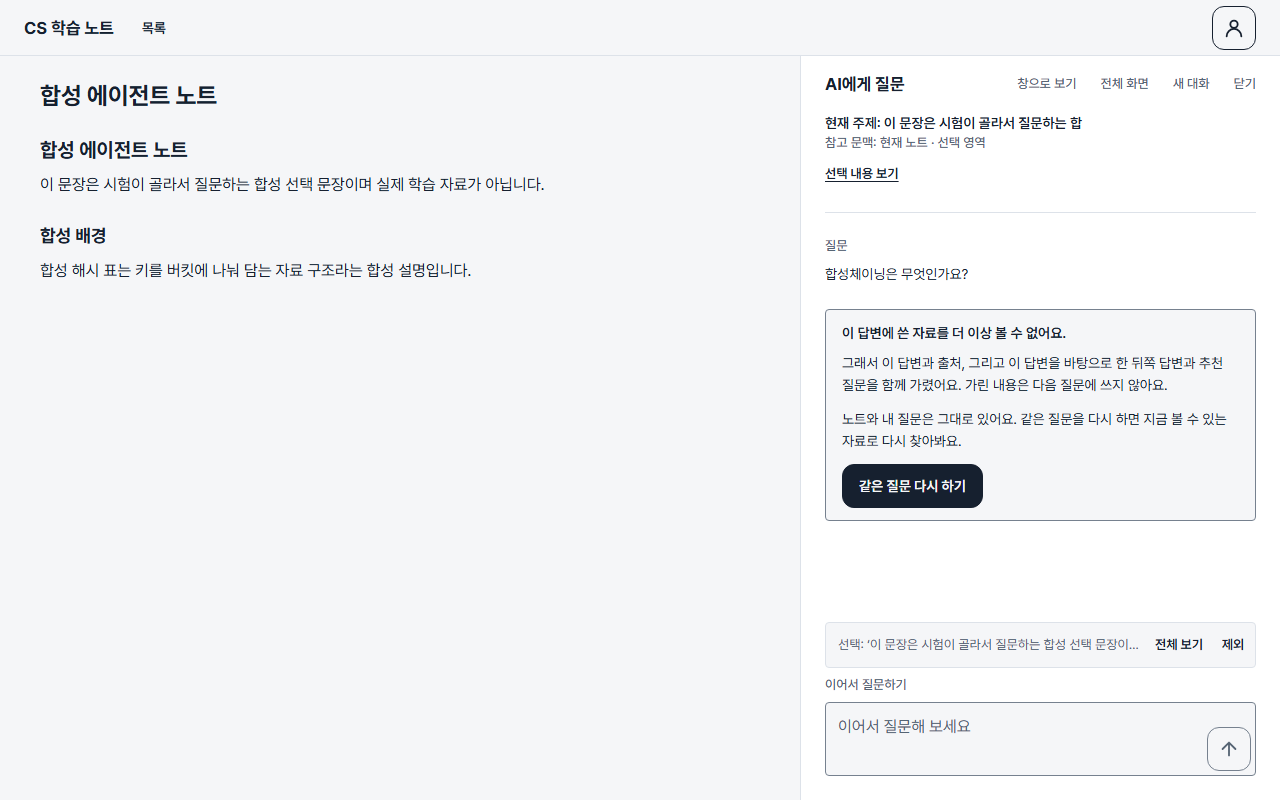 CS 학습 노트
목록
합성 에이전트 노트
합성 에이전트 노트
이 문장은 시험이 골라서 질문하는 합성 선택 문장이며 실제 학습 자료가 아닙니다.
합성 배경
합성 해시 표는 키를 버킷에 나눠 담는 자료 구조라는 합성 설명입니다.
AI에게 질문
창으로 보기
전체 화면
새 대화
닫기
현재 주제: 이 문장은 시험이 골라서 질문하는 합
참고 문맥: 현재 노트 · 선택 영역
선택 내용 보기
질문
합성체이닝은 무엇인가요?
이 답변에 쓴 자료를 더 이상 볼 수 없어요.
그래서 이 답변과 출처, 그리고 이 답변을 바탕으로 한 뒤쪽 답변과 추천
질문을 함께 가렸어요. 가린 내용은 다음 질문에 쓰지 않아요.
노트와 내 질문은 그대로 있어요. 같은 질문을 다시 하면 지금 볼 수 있는
자료로 다시 찾아봐요.
같은 질문 다시 하기
선택: ‘이 문장은 시험이 골라서 질문하는 합성 선택 문장이...
전체 보기
제외
이어서 질문하기
이어서 질문해 보세요